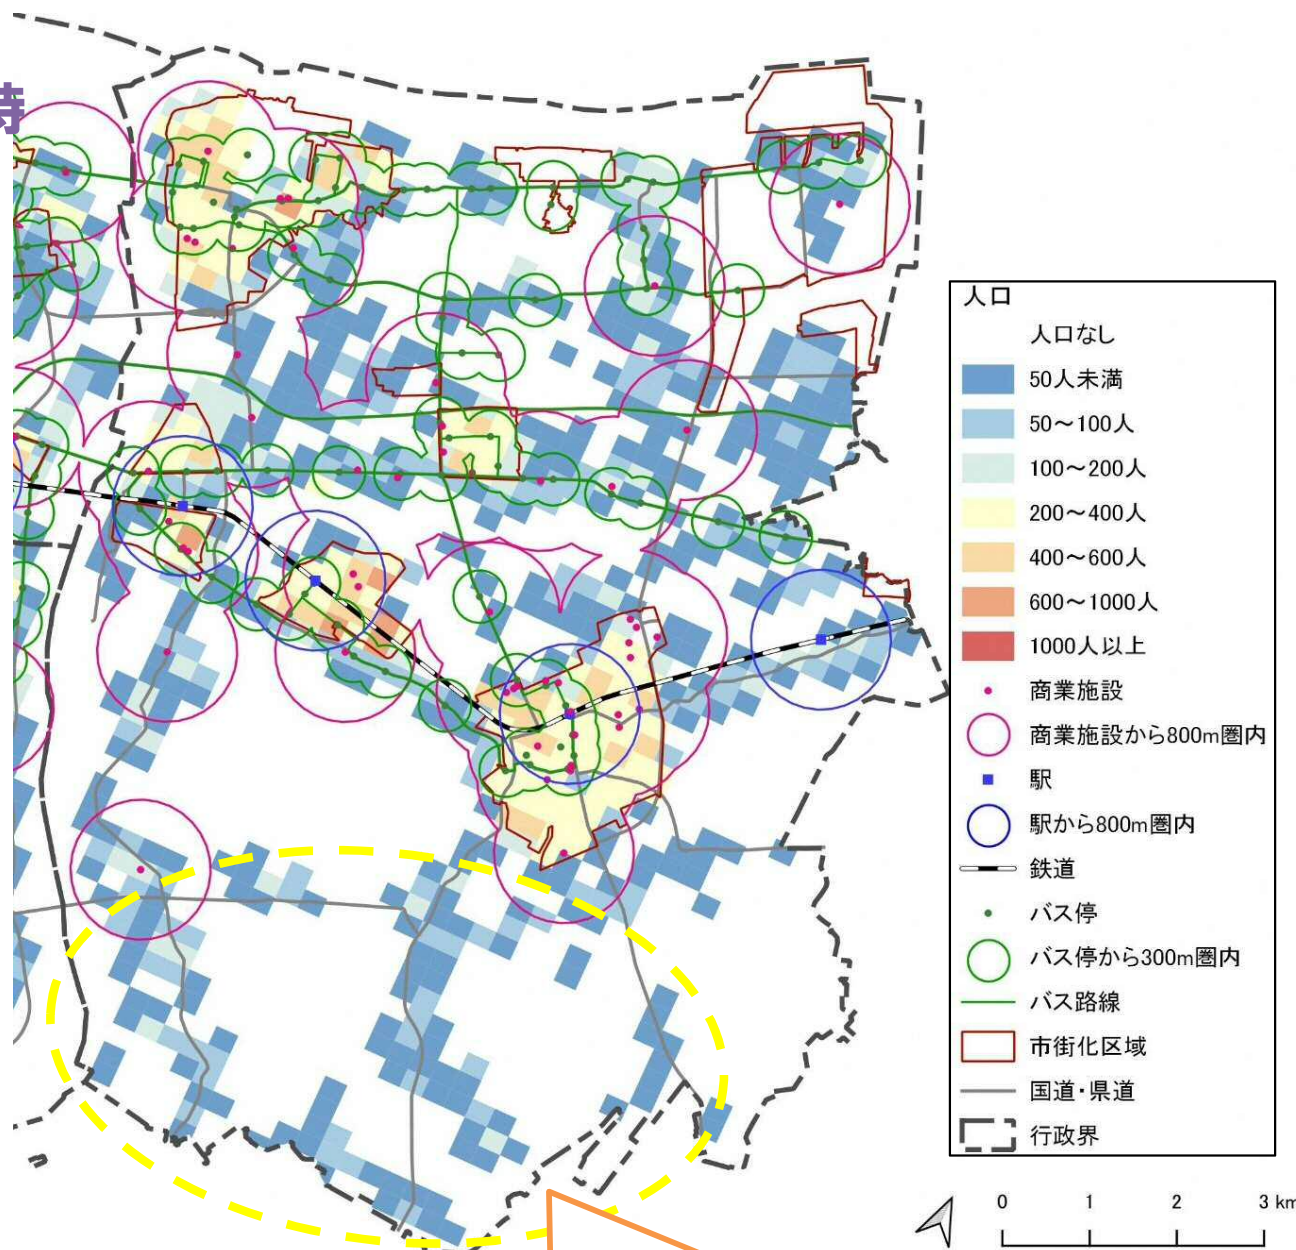 時
人口
人口なし
50人未満
50～100人
100～200人
200～400人
400～600人
600～1000人
1000人以上
商業施設
商業施設から800m圏内
駅
駅から800m圏内
鉄道
バス停
バス停から300m圏内
バス路線
市街化区域
国道・県道
行政界
0 1 2 3 km